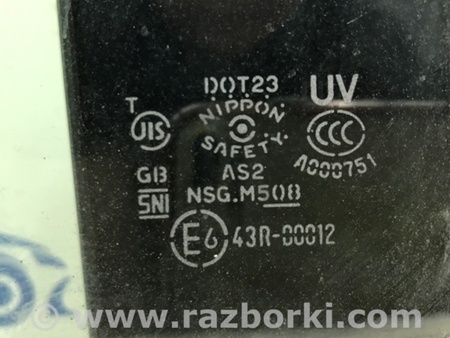 DOT23 UV
T NIPPON
JIS SAFETY CCC
A000751
GB AS2
SNI NSG.M508
E6 43R-00012
© www.razborki.com